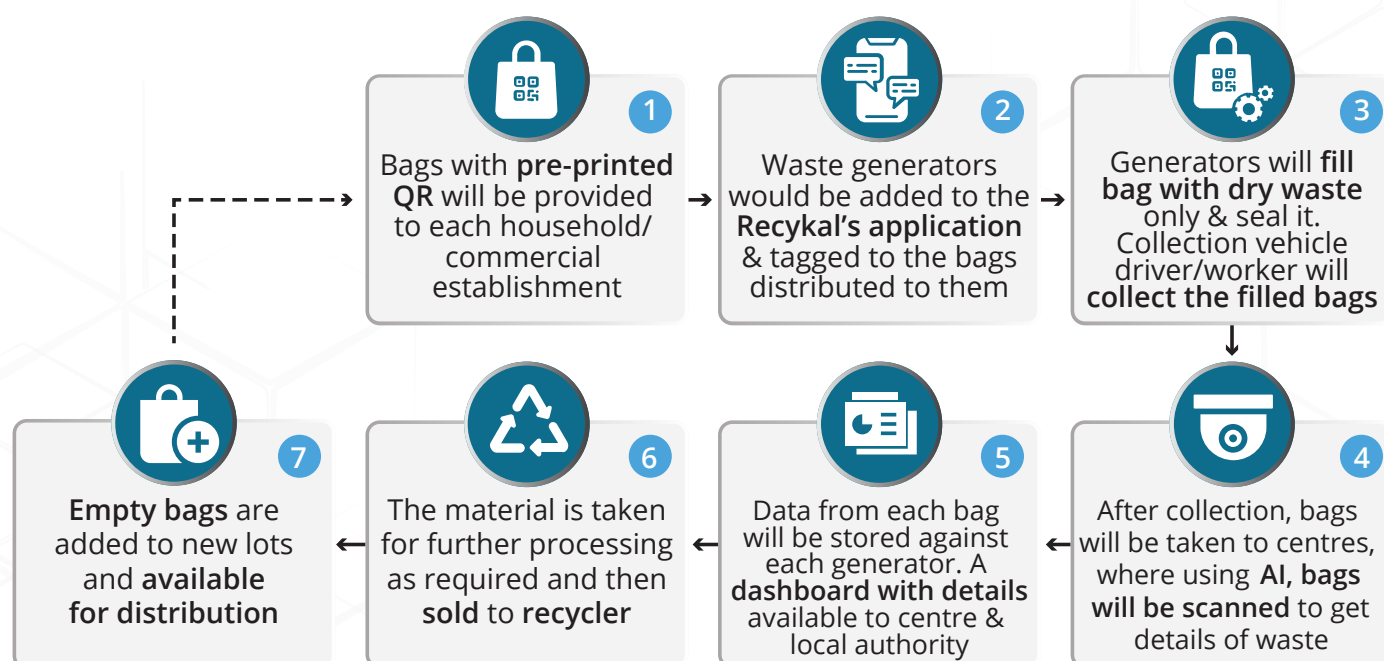 1
Bags with pre-printed
QR will be provided
to each household/
commercial
establishment
2
Waste generators
would be added to the
Recykal's application
& tagged to the bags
distributed to them
3
Generators will fill
bag with dry waste
only & seal it.
Collection vehicle
driver/worker will
collect the filled bags
4
After collection, bags
will be taken to centres,
where using AI, bags
will be scanned to get
details of waste
5
Data from each bag
will be stored against
each generator. A
dashboard with details
available to centre &
local authority
6
The material is taken
for further processing
as required and then
sold to recycler
7
Empty bags are
added to new lots
and available
for distribution